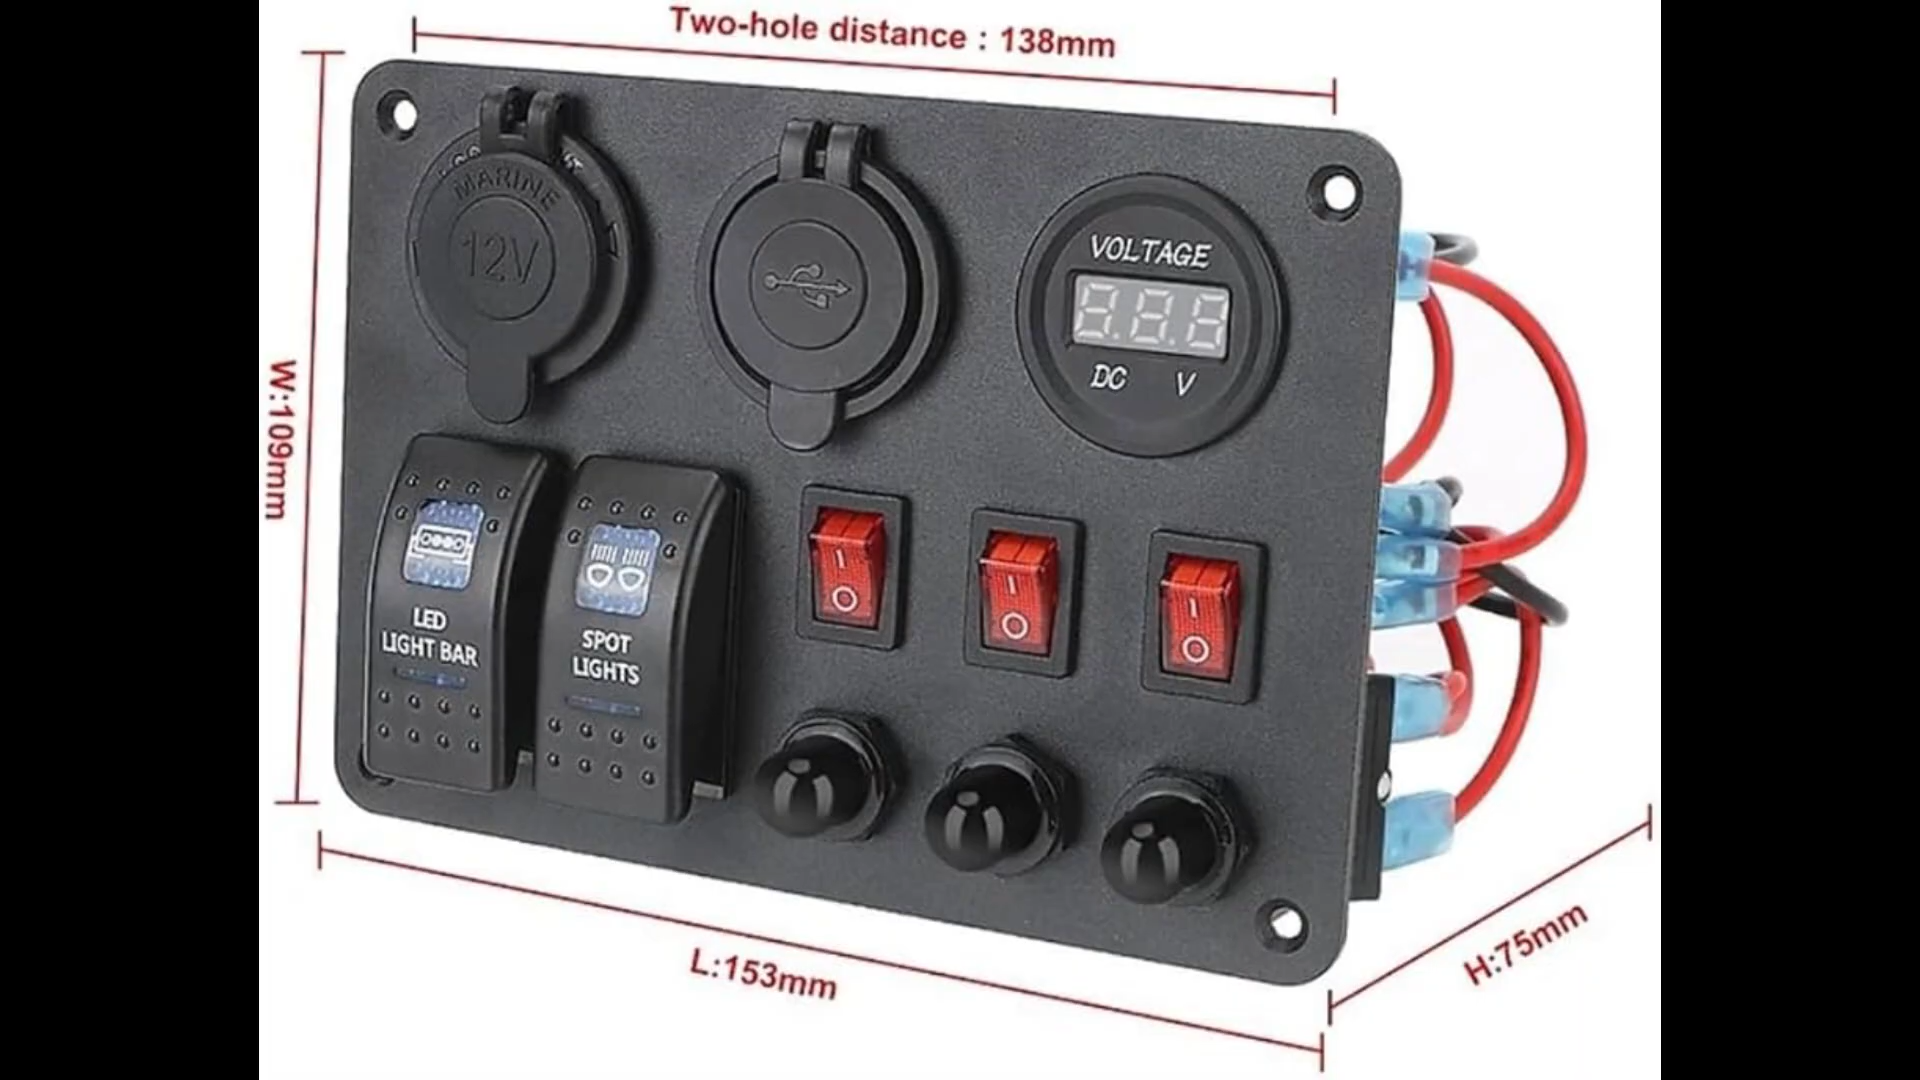 Two-hole distance : 138mm
W:109mm
MARINE
12V
VOLTAGE
8.8.8
DC V
LED
LIGHT BAR
SPOT
LIGHTS
I
O
I
O
I
O
L:153mm
H:75mm